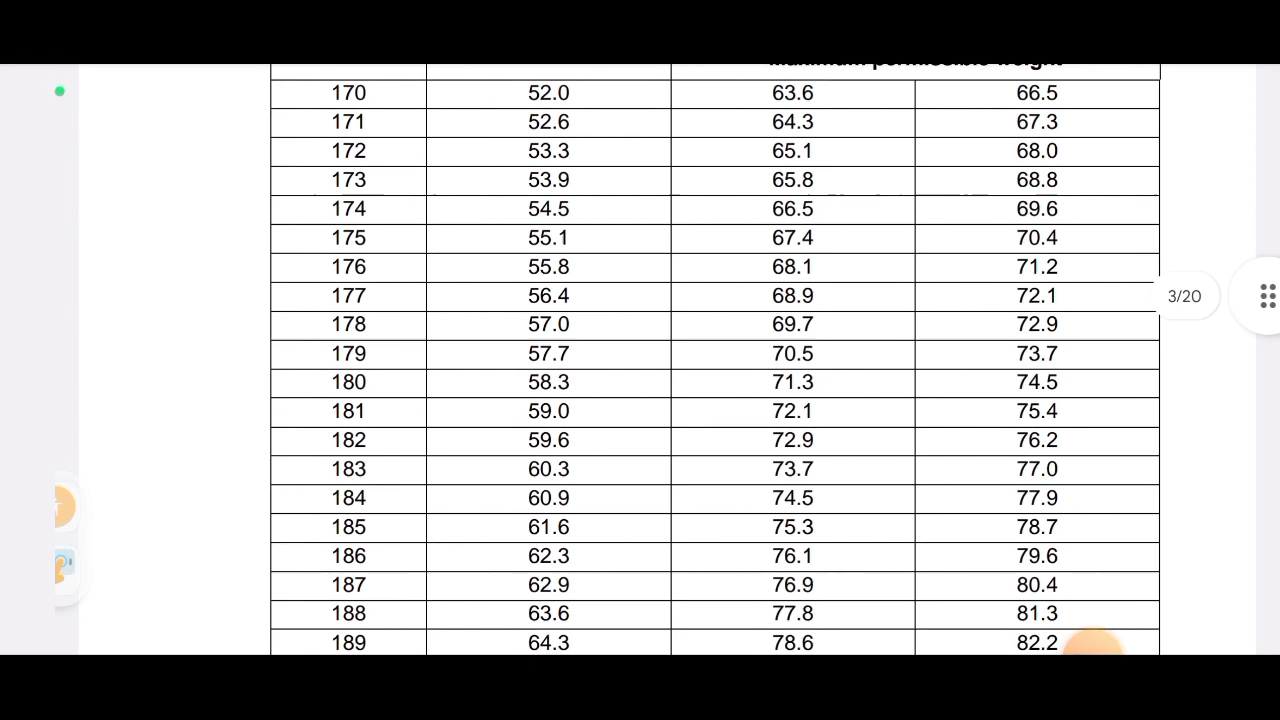 Maximum permissible weight
170 52.0 63.6 66.5
171 52.6 64.3 67.3
172 53.3 65.1 68.0
173 53.9 65.8 68.8
174 54.5 66.5 69.6
175 55.1 67.4 70.4
176 55.8 68.1 71.2
177 56.4 68.9 72.1
178 57.0 69.7 72.9
179 57.7 70.5 73.7
180 58.3 71.3 74.5
181 59.0 72.1 75.4
182 59.6 72.9 76.2
183 60.3 73.7 77.0
184 60.9 74.5 77.9
185 61.6 75.3 78.7
186 62.3 76.1 79.6
187 62.9 76.9 80.4
188 63.6 77.8 81.3
189 64.3 78.6 82.2
3/20